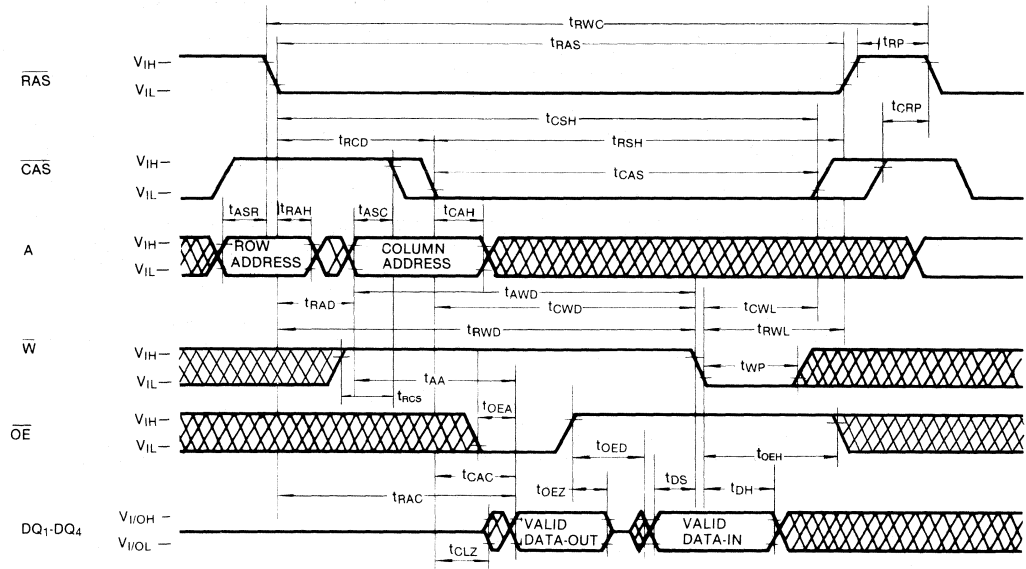 tRWC
tRAS
tRP
RAS
VIH
VIL
tCRP
tCSH
tRCD
tRSH
CAS
VIH
VIL
tCAS
tASR
tRAH
tASC
tCAH
A
VIH
VIL
ROW
ADDRESS
COLUMN
ADDRESS
tAWD
tRAD
tCWD
tCWL
tRWD
tRWL
W
VIH
VIL
tWP
tAA
tRCS
tOEA
OE
VIH
VIL
tOED
tOEH
tCAC
tRAC
tOEZ
tDS
tDH
DQ1-DQ4
VI/OH
VI/OL
VALID
DATA-OUT
VALID
DATA-IN
tCLZ